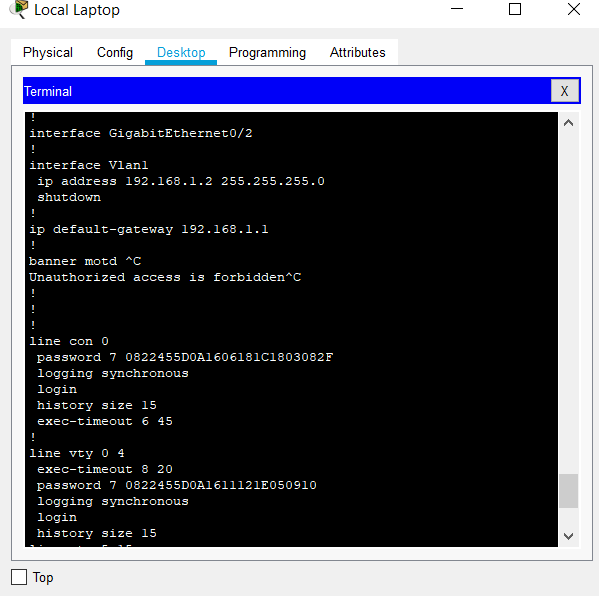 Local Laptop
Physical Config Desktop Programming Attributes
Terminal X
!
interface GigabitEthernet0/2
!
interface Vlan1
 ip address 192.168.1.2 255.255.255.0
 shutdown
!
ip default-gateway 192.168.1.1
!
banner motd ^C
Unauthorized access is forbidden^C
!
!
!
line con 0
 password 7 0822455D0A1606181C1803082F
 logging synchronous
 login
 history size 15
 exec-timeout 6 45
!
line vty 0 4
 exec-timeout 8 20
 password 7 0822455D0A1611121E050910
 logging synchronous
 login
 history size 15
Top